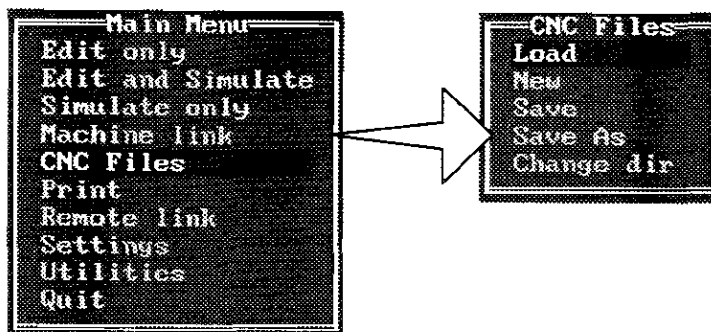 Main Menu
Edit only
Edit and Simulate
Simulate only
Machine link
CNC Files
Print
Remote link
Settings
Utilities
Quit
CNC Files
Load
New
Save
Save As
Change dir